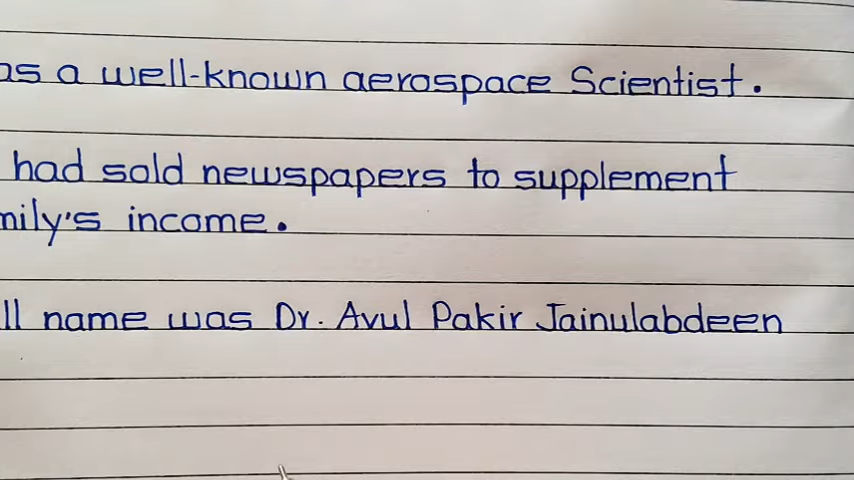 as a well-known aerospace Scientist.
had sold newspapers to supplement
mily's income.
ll name was Dr. Avul Pakir Jainulabdeen